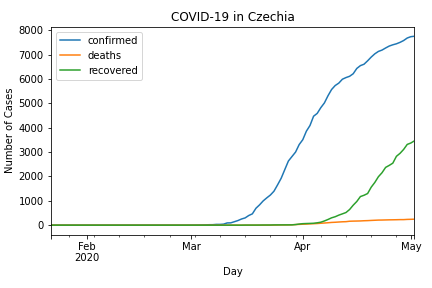 COVID-19 in Czechia
confirmed
deaths
recovered
8000
7000
6000
5000
4000
3000
2000
1000
0
Number of Cases
Feb
2020
Mar
Apr
May
Day